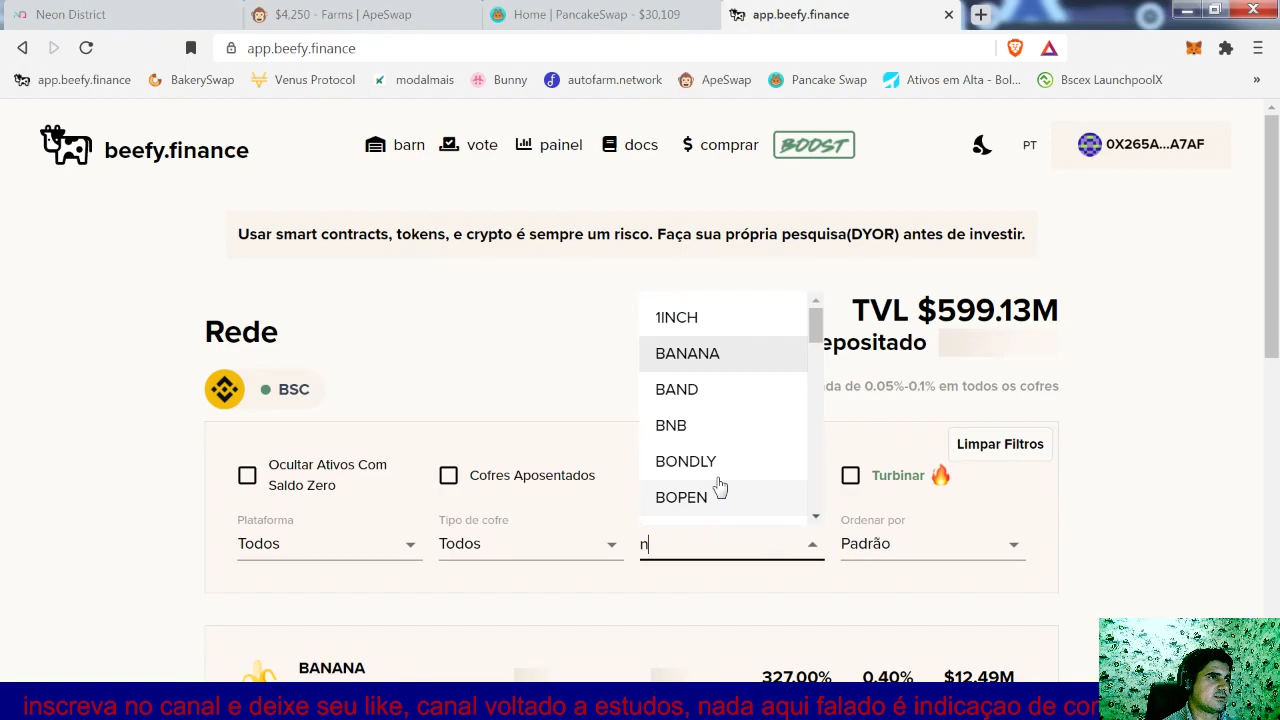 Neon District
$4,250 - Farms | ApeSwap
Home | PancakeSwap - $30,109
app.beefy.finance
app.beefy.finance
app.beefy.finance
BakerySwap
Venus Protocol
modalmais
Bunny
autofarm.network
ApeSwap
Pancake Swap
Ativos em Alta - Bol...
Bscex LaunchpoolX
»
beefy.finance
barn
vote
painel
docs
$ comprar
BOOST
PT
0X265A...A7AF
Usar smart contracts, tokens, e crypto é sempre um risco. Faça sua própria pesquisa(DYOR) antes de investir.
Rede
TVL $599.13M
epositado
BSC
da de 0.05%-0.1% em todos os cofres
1INCH
BANANA
BAND
BNB
BONDLY
BOPEN
Limpar Filtros
Ocultar Ativos Com
Saldo Zero
Cofres Aposentados
Turbinar
Plataforma
Todos
Tipo de cofre
Todos
n
Ordenar por
Padrão
BANANA
327.00%
0.40%
$12.49M
inscreva no canal e deixe seu like, canal voltado a estudos, nada aqui falado é indicaçao de con